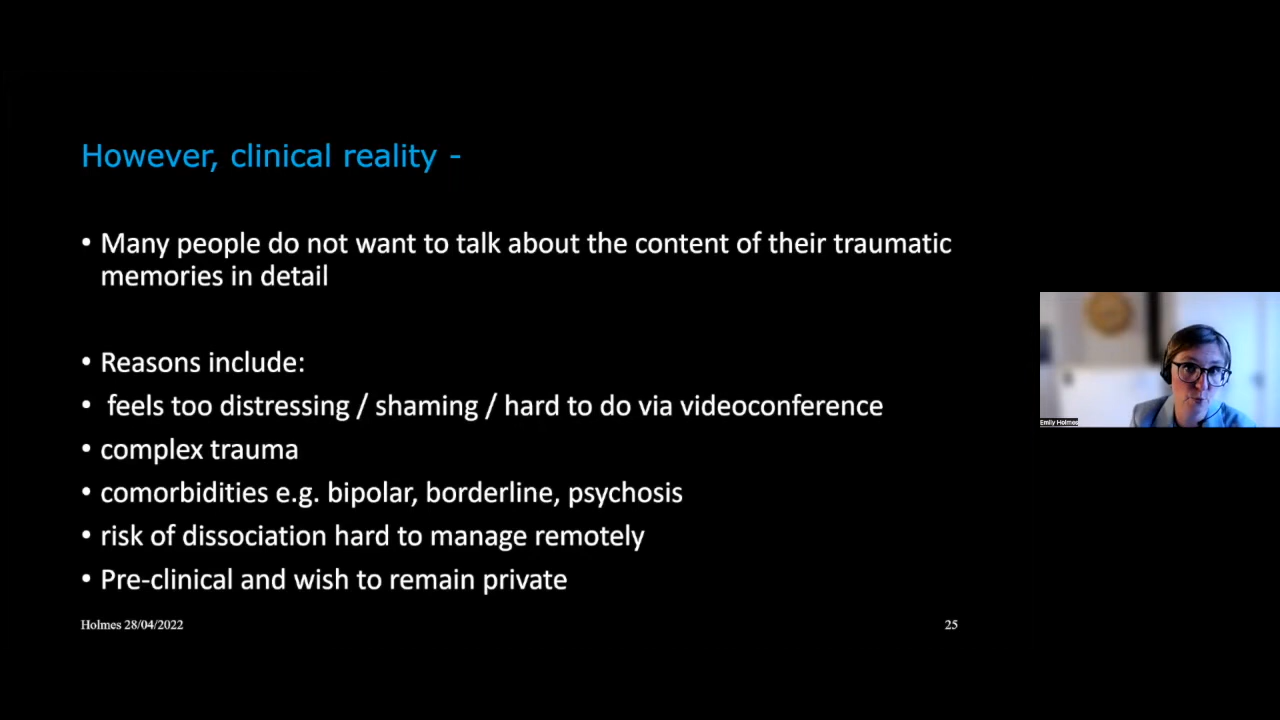 However, clinical reality -
• Many people do not want to talk about the content of their traumatic
memories in detail
• Reasons include:
• feels too distressing / shaming / hard to do via videoconference
• complex trauma
• comorbidities e.g. bipolar, borderline, psychosis
• risk of dissociation hard to manage remotely
• Pre-clinical and wish to remain private
Holmes 28/04/2022
25
Emily Holmes